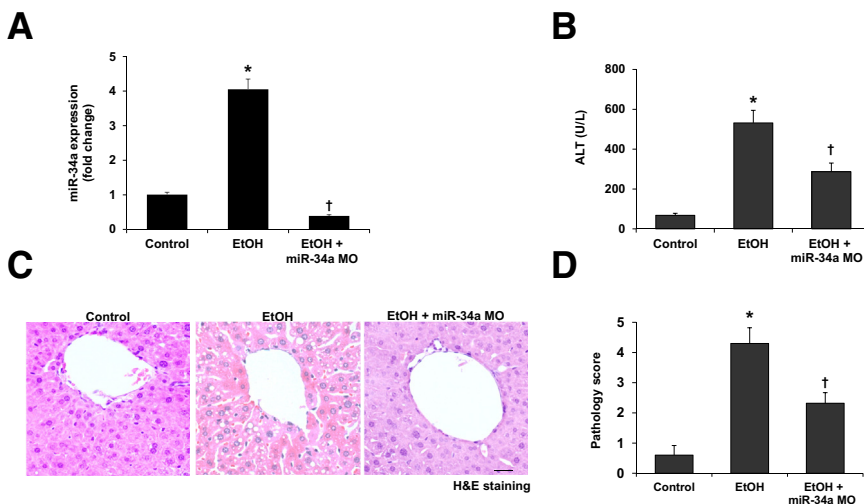 A
miR-34a expression
(fold change)
5
4
3
2
1
0
*
†
Control
EtOH
EtOH +
miR-34a MO
B
ALT (U/L)
800
600
400
200
0
*
†
Control
EtOH
EtOH +
miR-34a MO
C
Control
EtOH
EtOH + miR-34a MO
H&E staining
D
Pathology score
5
4
3
2
1
0
*
†
Control
EtOH
EtOH +
miR-34a MO